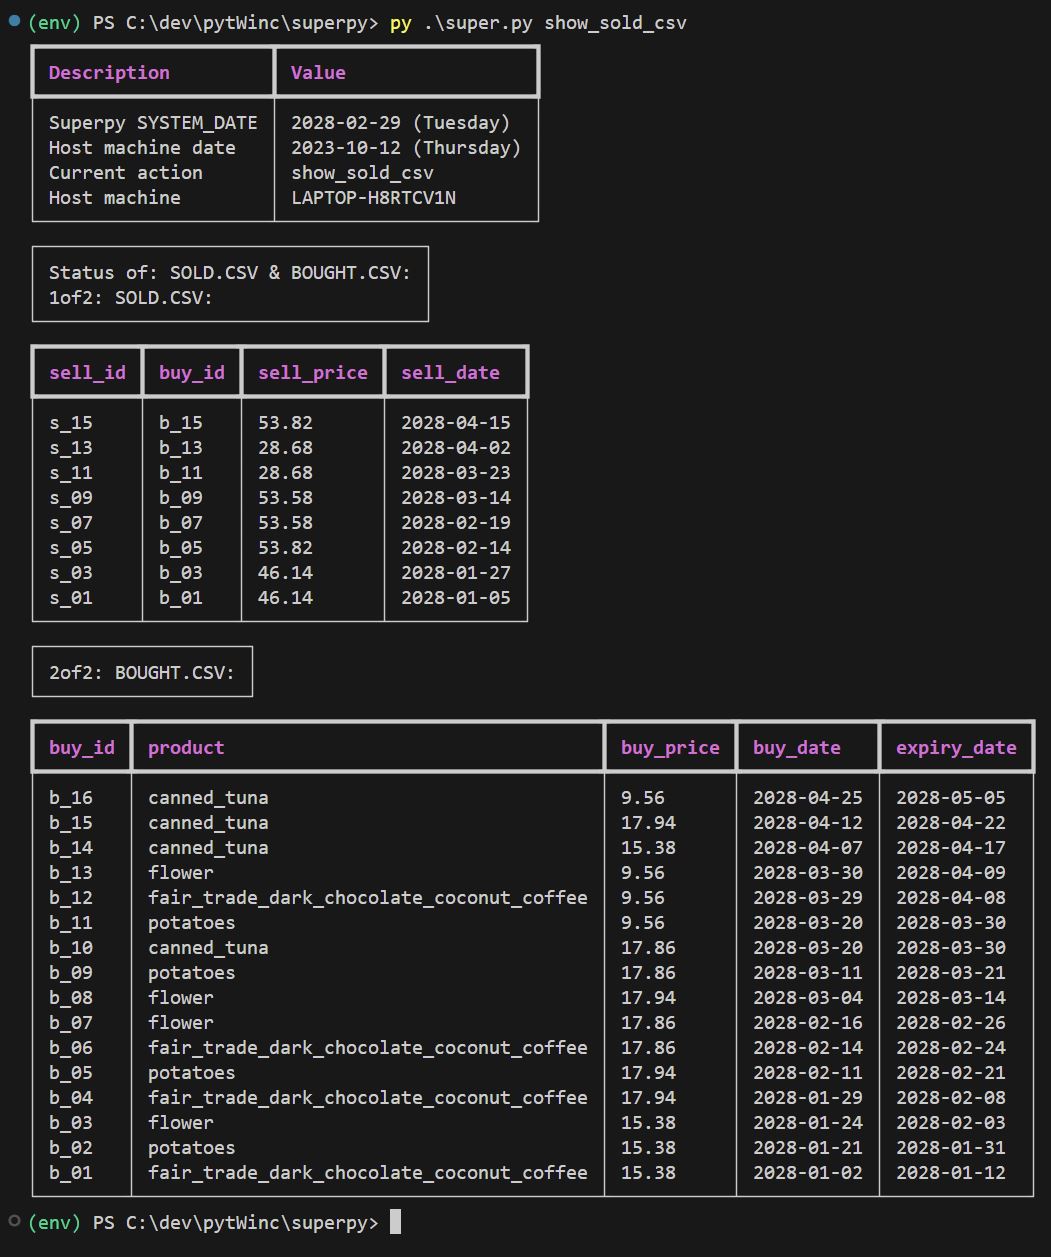 (env) PS C:\dev\pytWinc\superpy> py .\super.py show_sold_csv
Description Value
Superpy SYSTEM_DATE 2028-02-29 (Tuesday)
Host machine date 2023-10-12 (Thursday)
Current action show_sold_csv
Host machine LAPTOP-H8RTCV1N
Status of: SOLD.CSV & BOUGHT.CSV:
1of2: SOLD.CSV:
sell_id buy_id sell_price sell_date
s_15 b_15 53.82 2028-04-15
s_13 b_13 28.68 2028-04-02
s_11 b_11 28.68 2028-03-23
s_09 b_09 53.58 2028-03-14
s_07 b_07 53.58 2028-02-19
s_05 b_05 53.82 2028-02-14
s_03 b_03 46.14 2028-01-27
s_01 b_01 46.14 2028-01-05
2of2: BOUGHT.CSV:
buy_id product buy_price buy_date expiry_date
b_16 canned_tuna 9.56 2028-04-25 2028-05-05
b_15 canned_tuna 17.94 2028-04-12 2028-04-22
b_14 canned_tuna 15.38 2028-04-07 2028-04-17
b_13 flower 9.56 2028-03-30 2028-04-09
b_12 fair_trade_dark_chocolate_coconut_coffee 9.56 2028-03-29 2028-04-08
b_11 potatoes 9.56 2028-03-20 2028-03-30
b_10 canned_tuna 17.86 2028-03-20 2028-03-30
b_09 potatoes 17.86 2028-03-11 2028-03-21
b_08 flower 17.94 2028-03-04 2028-03-14
b_07 flower 17.86 2028-02-16 2028-02-26
b_06 fair_trade_dark_chocolate_coconut_coffee 17.86 2028-02-14 2028-02-24
b_05 potatoes 17.94 2028-02-11 2028-02-21
b_04 fair_trade_dark_chocolate_coconut_coffee 17.94 2028-01-29 2028-02-08
b_03 flower 15.38 2028-01-24 2028-02-03
b_02 potatoes 15.38 2028-01-21 2028-01-31
b_01 fair_trade_dark_chocolate_coconut_coffee 15.38 2028-01-02 2028-01-12
(env) PS C:\dev\pytWinc\superpy>